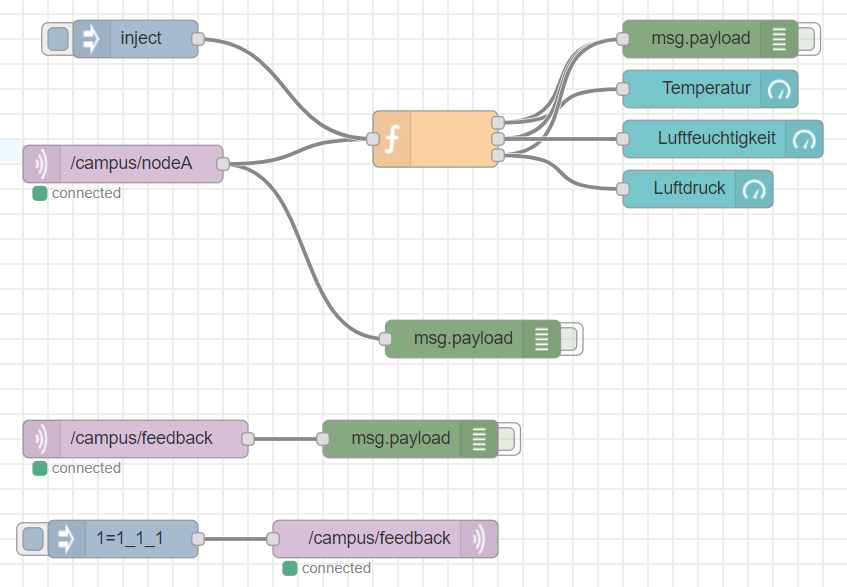 inject
msg.payload
Temperatur
/campus/nodeA
Luftfeuchtigkeit
connected
Luftdruck
msg.payload
/campus/feedback
msg.payload
connected
1=1_1_1
/campus/feedback
connected